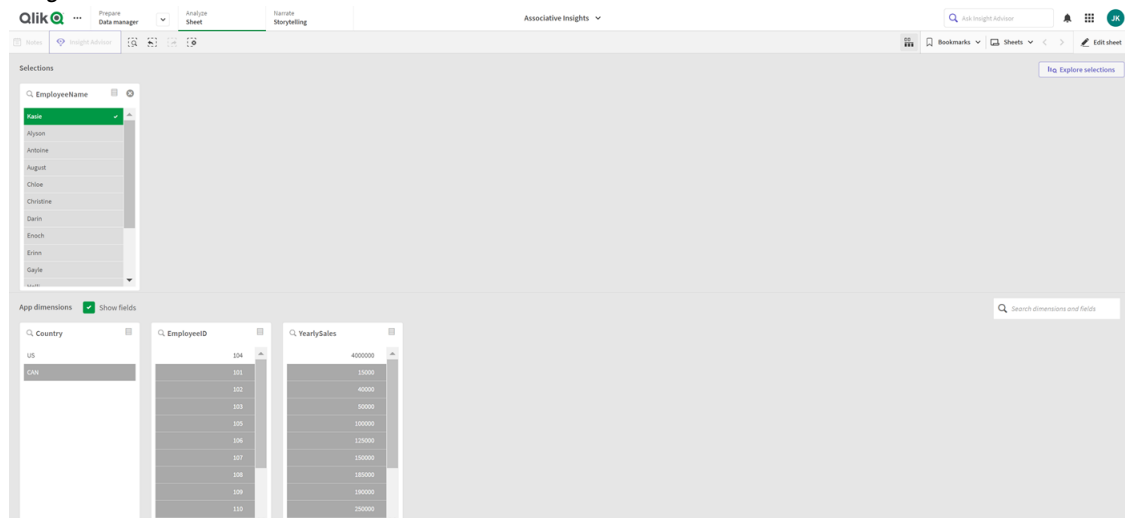 Qlik
Prepare
Data manager
Analyze
Sheet
Narrate
Storytelling
Associative Insights
Ask Insight Advisor
JK
Notes
Insight Advisor
Bookmarks
Sheets
Edit sheet
Selections
Explore selections
EmployeeName
Kasie
Alyson
Antoine
August
Chloe
Christine
Darin
Enoch
Erinn
Gayle
App dimensions
Show fields
Search dimensions and fields
Country
US
CAN
EmployeeID
104
101
102
103
105
106
107
108
109
110
YearlySales
4000000
15000
40000
50000
100000
125000
150000
185000
190000
250000